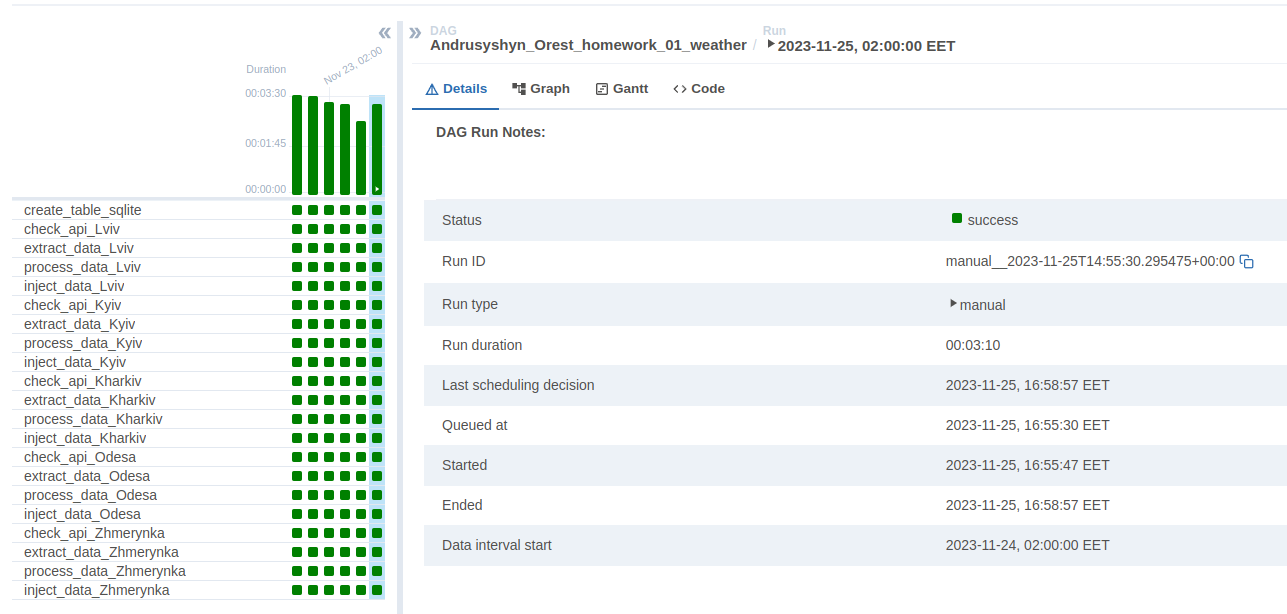 DAG
Andrusyshyn_Orest_homework_01_weather
/
Run
2023-11-25, 02:00:00 EET
Duration
Nov 23, 02:00
00:03:30
00:01:45
00:00:00
create_table_sqlite
check_api_Lviv
extract_data_Lviv
process_data_Lviv
inject_data_Lviv
check_api_Kyiv
extract_data_Kyiv
process_data_Kyiv
inject_data_Kyiv
check_api_Kharkiv
extract_data_Kharkiv
process_data_Kharkiv
inject_data_Kharkiv
check_api_Odesa
extract_data_Odesa
process_data_Odesa
inject_data_Odesa
check_api_Zhmerynka
extract_data_Zhmerynka
process_data_Zhmerynka
inject_data_Zhmerynka
Details Graph Gantt Code
DAG Run Notes:
Status success
Run ID manual__2023-11-25T14:55:30.295475+00:00
Run type manual
Run duration 00:03:10
Last scheduling decision 2023-11-25, 16:58:57 EET
Queued at 2023-11-25, 16:55:30 EET
Started 2023-11-25, 16:55:47 EET
Ended 2023-11-25, 16:58:57 EET
Data interval start 2023-11-24, 02:00:00 EET